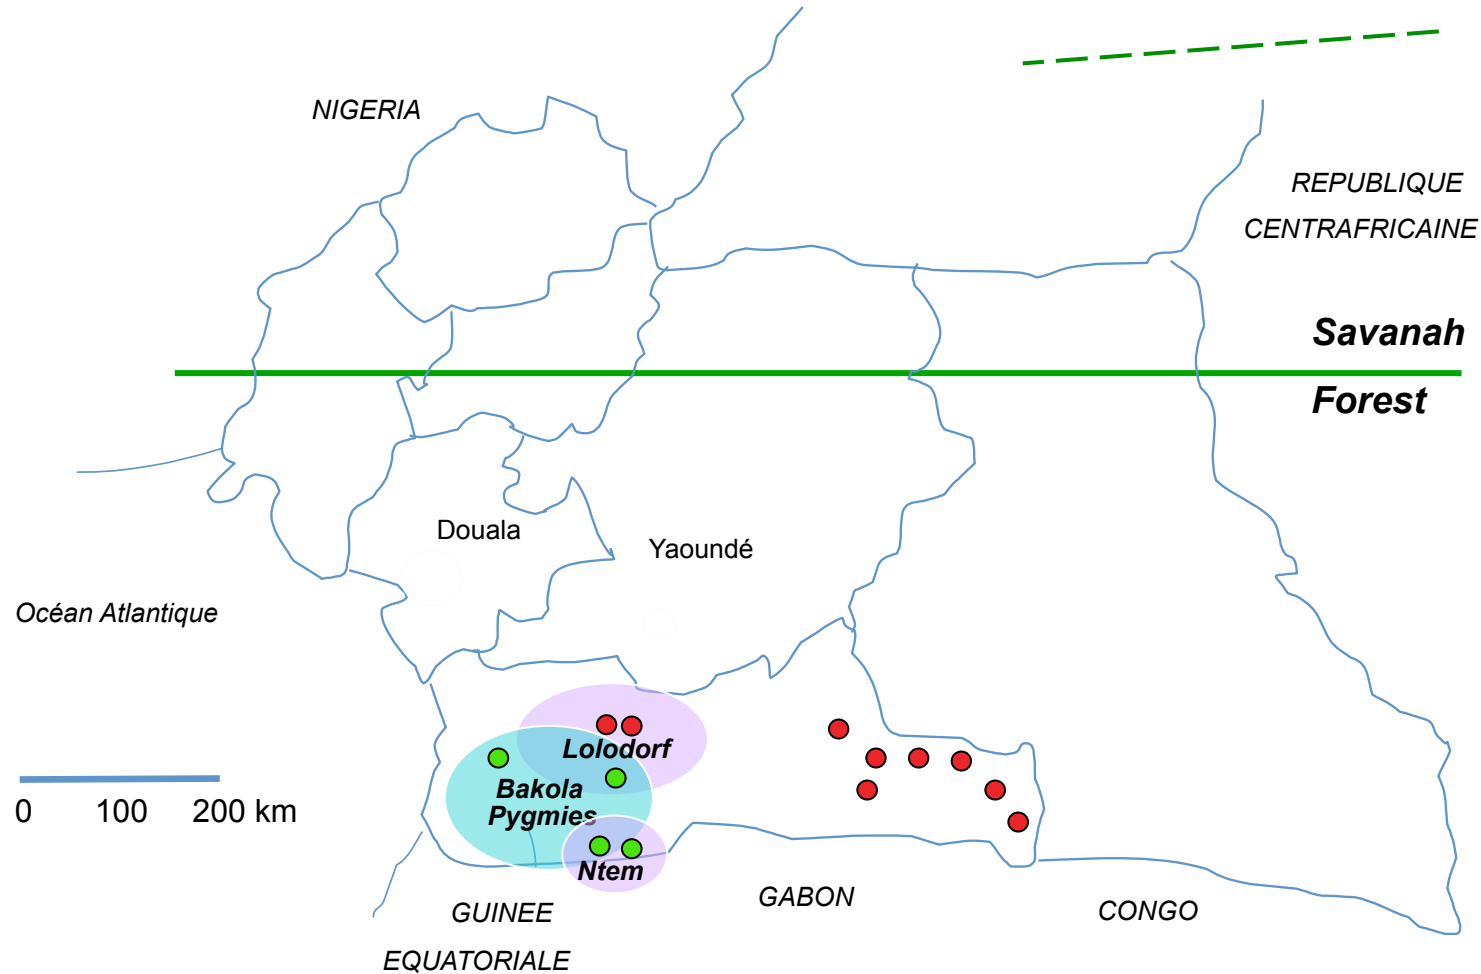 NIGERIA
REPUBLIQUE
CENTRAFRICAINE
Savanah
Forest
Douala
Yaoundé
Océan Atlantique
Lolodorf
Bakola
Pygmies
0 100 200 km
Ntem
GABON
GUINEE
EQUATORIALE
CONGO